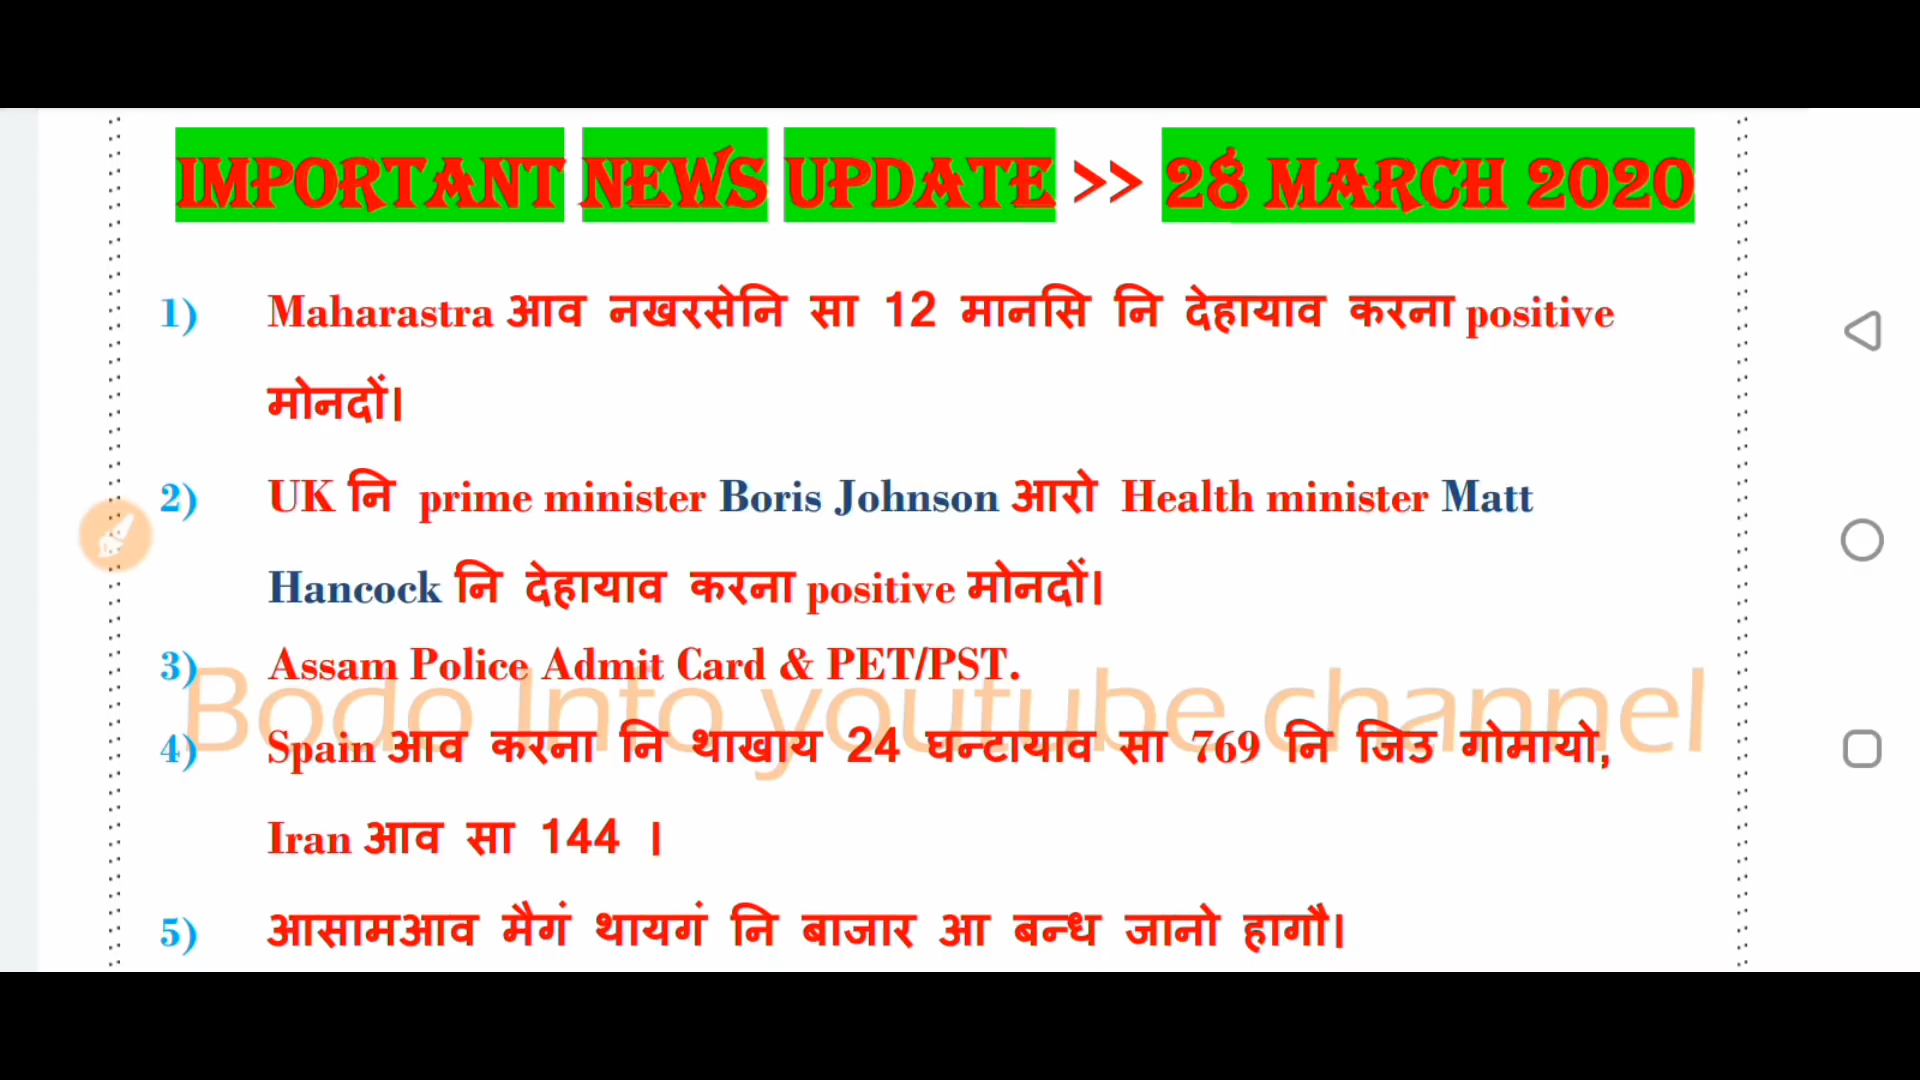 IMPORTANT NEWS UPDATE >> 28 MARCH 2020
1) Maharastra आव नखरसेनि सा 12 मानसि नि देहायाव करना positive
मोनदों।
2) UK नि prime minister Boris Johnson आरो Health minister Matt
Hancock नि देहायाव करना positive मोनदों।
3) Assam Police Admit Card & PET/PST.
Bodo Info youtube channel
4) Spain आव करना नि थाखाय 24 घन्टायाव सा 769 नि जिउ गोमायो,
Iran आव सा 144 ।
5) आसामआव मैगं थायगं नि बाजार आ बन्ध जानो हागौ।